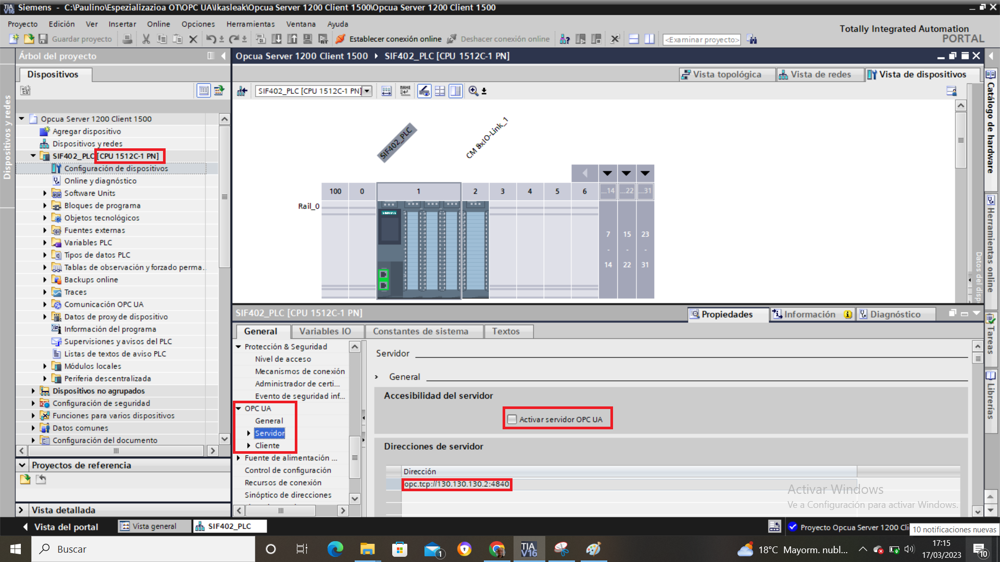 Siemens - C:\Paulino\Espezializazioa OT\OPC UA\Ikasleak\Opcua Server 1200 Client 1500\Opcua Server 1200 Client 1500
Proyecto Edición Ver Insertar Online Opciones Herramientas Ventana Ayuda
Totally Integrated Automation
PORTAL
Guardar proyecto
Establecer conexión online
Deshacer conexión online
<Examinar proyecto>
Árbol del proyecto
Opcua Server 1200 Client 1500 SIF402_PLC [CPU 1512C-1 PN]
Dispositivos
Vista topológica
Vista de redes
Vista de dispositivos
SIF402_PLC [CPU 1512C-1 PN]
Dispositivos y redes
Opcua Server 1200 Client 1500
Agregar dispositivo
Dispositivos y redes
SIF402_PLC [CPU 1512C-1 PN]
Configuración de dispositivos
Online y diagnóstico
Software Units
Bloques de programa
Objetos tecnológicos
Fuentes externas
Variables PLC
Tipos de datos PLC
Tablas de observación y forzado perma...
Backups online
Traces
Comunicación OPC UA
Datos de proxy de dispositivo
Información del programa
Supervisiones y avisos del PLC
Listas de textos de aviso PLC
Módulos locales
Periferia descentralizada
Dispositivos no agrupados
Configuración de seguridad
Funciones para varios dispositivos
Datos comunes
Configuración del documento
Proyectos de referencia
Vista detallada
SIF402_PLC
CM 8xIO-Link_1
100 0 1 2 3 4 5 6 ...14 ...22 ...31
Rail_0
SIEMENS
7 15 23
- - -
14 22 31
Catálogo de hardware
Herramientas online
Tareas
Librerías
Datos del disp
SIF402_PLC [CPU 1512C-1 PN]
Propiedades
Información
Diagnóstico
General
Variables IO
Constantes de sistema
Textos
Protección & Seguridad
Nivel de acceso
Mecanismos de conexión
Administrador de certi...
Evento de seguridad inf...
OPC UA
General
Servidor
Cliente
Fuente de alimentación ...
Control de configuración
Recursos de conexión
Sinóptico de direcciones
Servidor
General
Accesibilidad del servidor
Activar servidor OPC UA
Direcciones de servidor
Dirección
opc.tcp://130.130.130.2:4840
Activar Windows
Ve a Configuración para activar Windows.
Vista del portal
Vista general
SIF402_PLC
Proyecto Opcua Server 1200 Cli
10 notificaciones nuevas
Buscar
1
TIA
V16
18°C Mayorm. nubl...
17:15
17/03/2023
10